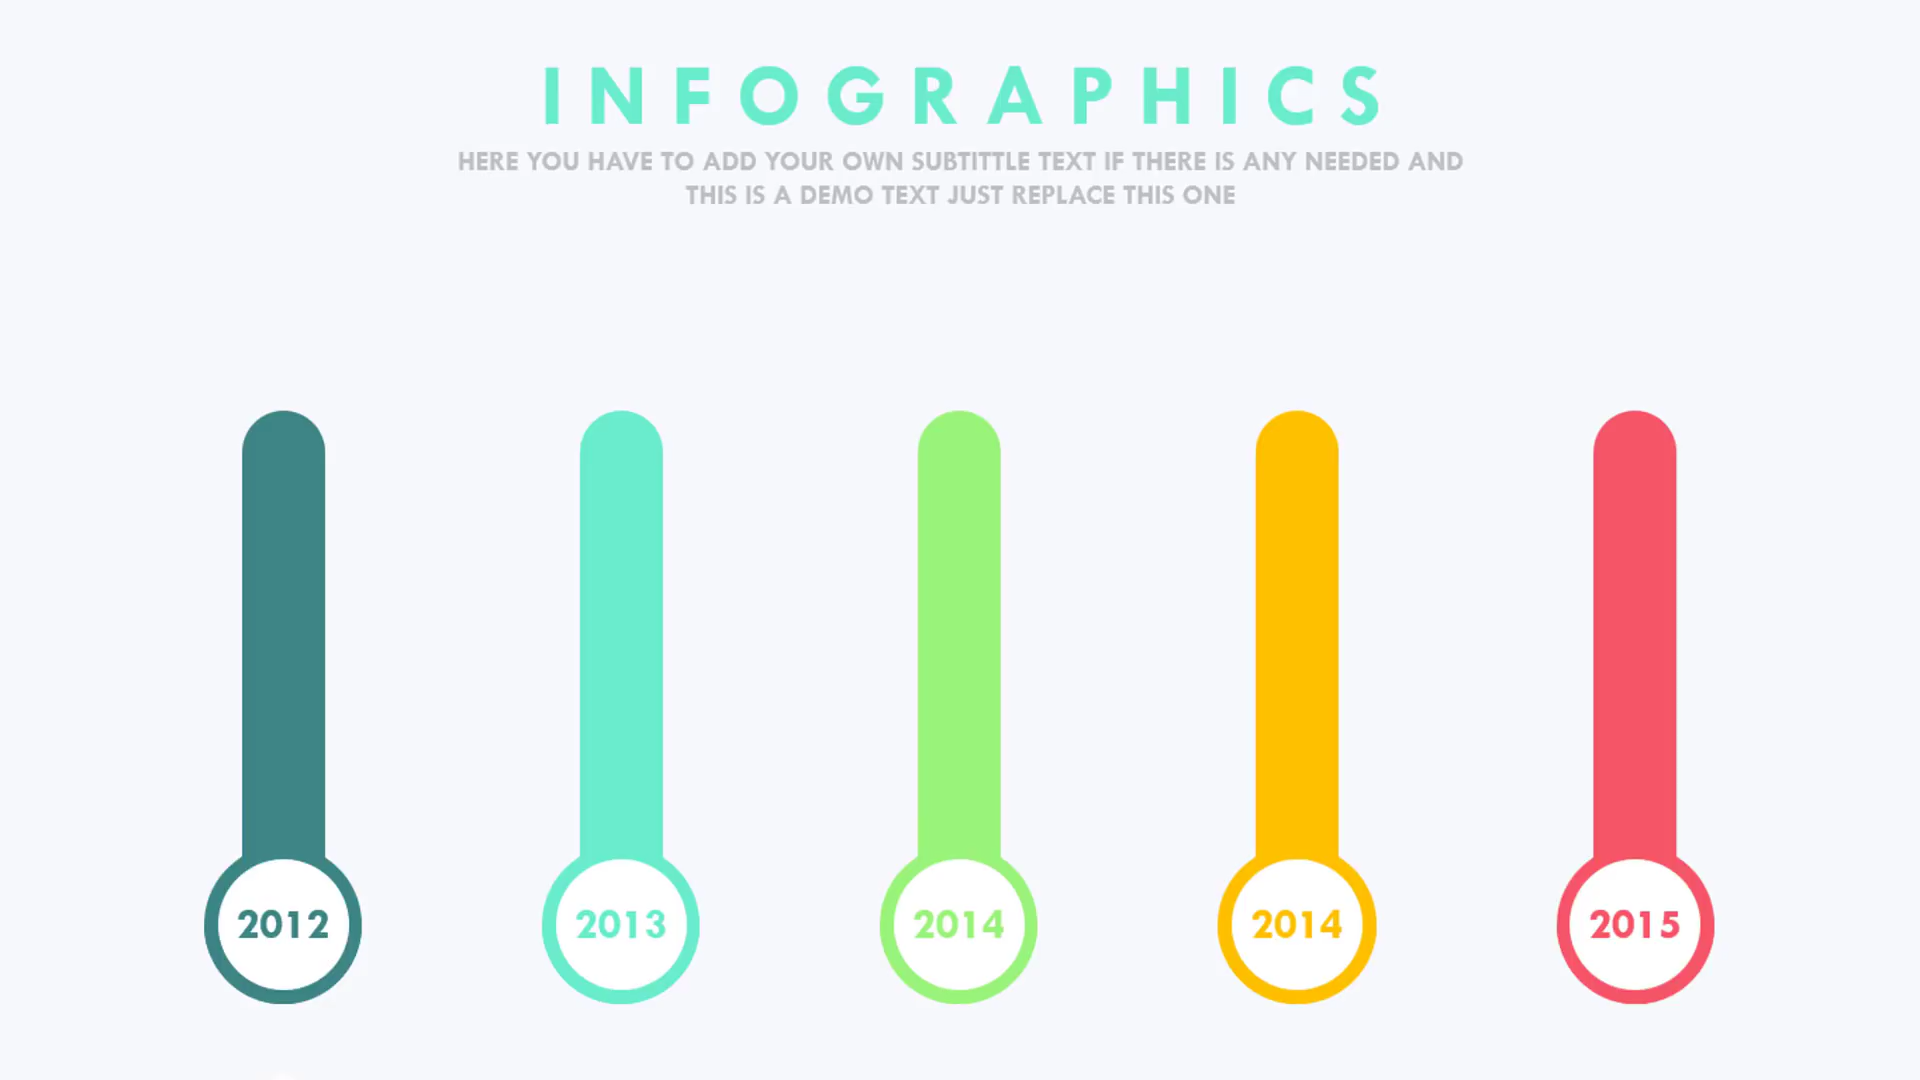 INFOGRAPHICS
HERE YOU HAVE TO ADD YOUR OWN SUBTITTLE TEXT IF THERE IS ANY NEEDED AND
THIS IS A DEMO TEXT JUST REPLACE THIS ONE
2012
2013
2014
2014
2015